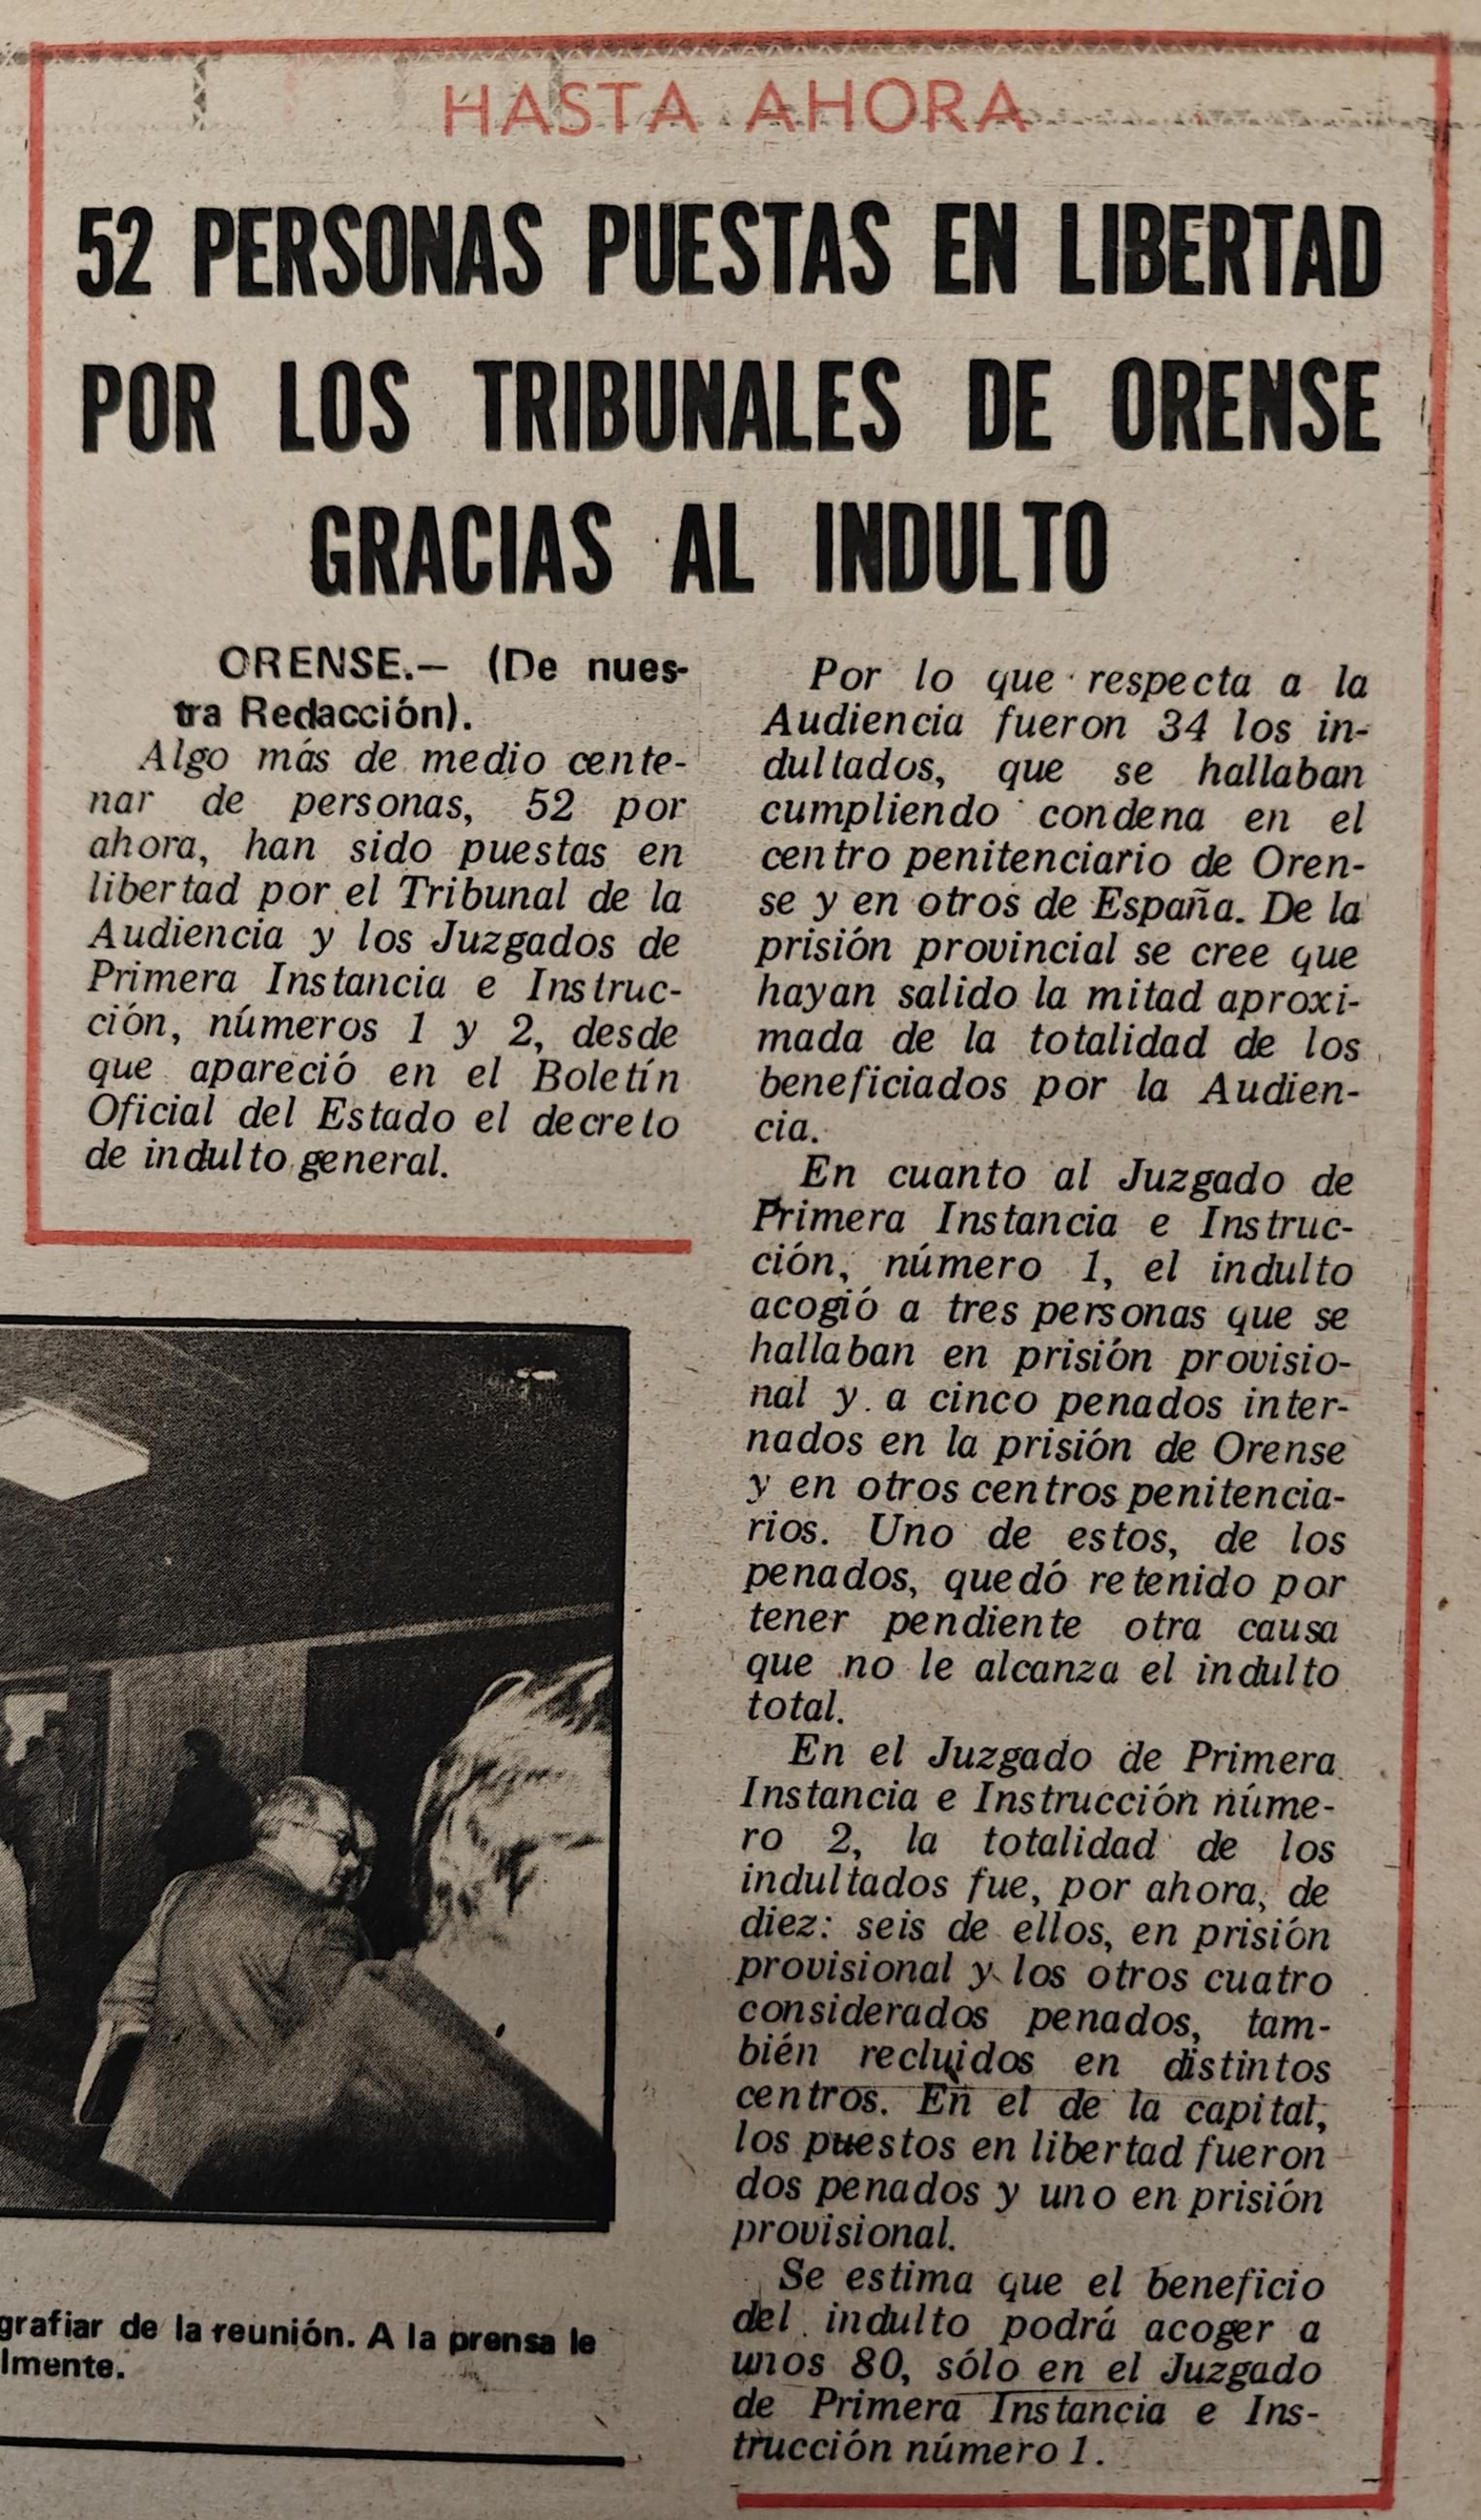 HASTA AHORA
52 PERSONAS PUESTAS EN LIBERTAD
POR LOS TRIBUNALES DE ORENSE
GRACIAS AL INDULTO
ORENSE.— (De nues-
tra Redacción).
Algo más de medio cente-
nar de personas, 52 por
ahora, han sido puestas en
libertad por el Tribunal de la
Audiencia y los Juzgados de
Primera Instancia e Instruc-
ción, números 1 y 2, desde
que apareció en el Boletín
Oficial del Estado el decreto
de indulto general.
Por lo que respecta a la
Audiencia fueron 34 los in-
dultados, que se hallaban
cumpliendo condena en el
centro penitenciario de Oren-
se y en otros de España. De la
prisión provincial se cree que
hayan salido la mitad aproxi-
mada de la totalidad de los
beneficiados por la Audien-
cia.
En cuanto al Juzgado de
Primera Instancia e Instruc-
ción, número 1, el indulto
acogió a tres personas que se
hallaban en prisión provisio-
nal y a cinco penados inter-
nados en la prisión de Orense
y en otros centros penitencia-
rios. Uno de estos, de los
penados, quedó retenido por
tener pendiente otra causa
que no le alcanza el indulto
total.
En el Juzgado de Primera
Instancia e Instrucción núme-
ro 2, la totalidad de los
indultados fue, por ahora, de
diez: seis de ellos, en prisión
provisional y los otros cuatro
considerados penados, tam-
bién recluidos en distintos
centros. En el de la capital,
los puestos en libertad fueron
dos penados y uno en prisión
provisional.
Se estima que el beneficio
del indulto podrá acoger a
unos 80, sólo en el Juzgado
de Primera Instancia e Ins-
trucción número 1.
grafiar de la reunión. A la prensa le
lmente.